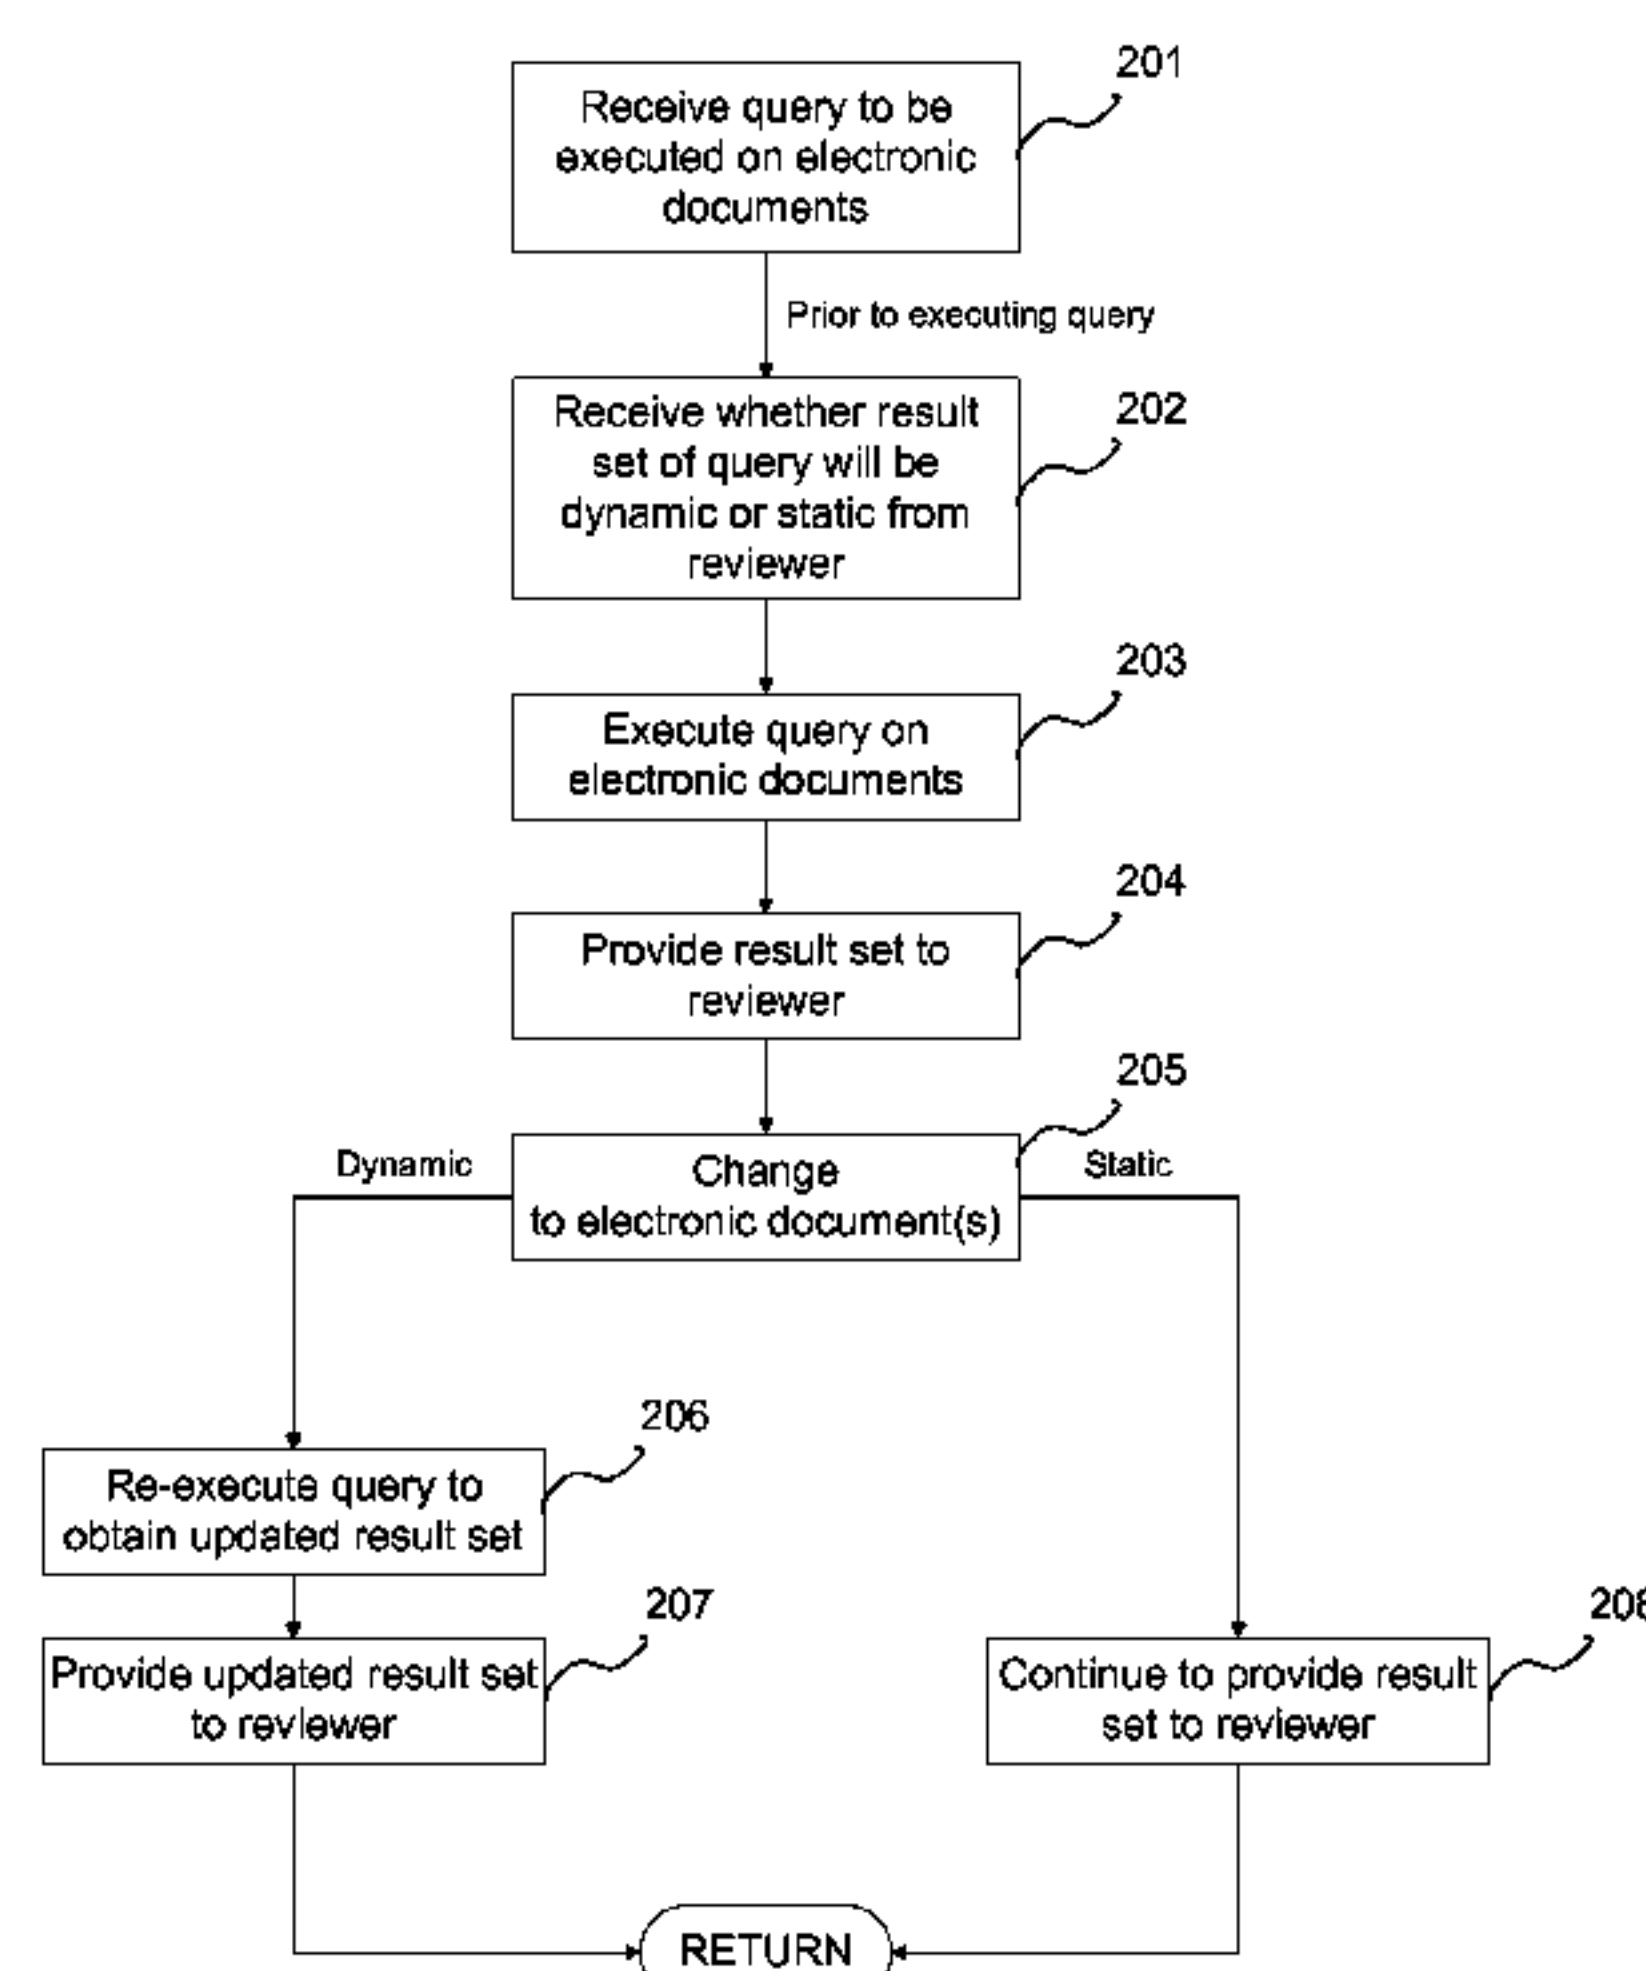 201
Receive query to be
executed on electronic
documents
Prior to executing query
202
Receive whether result
set of query will be
dynamic or static from
reviewer
203
Execute query on
electronic documents
204
Provide result set to
reviewer
205
Dynamic
Change
to electronic document(s)
Static
206
Re-execute query to
obtain updated result set
207
Provide updated result set
to reviewer
208
Continue to provide result
set to reviewer
RETURN